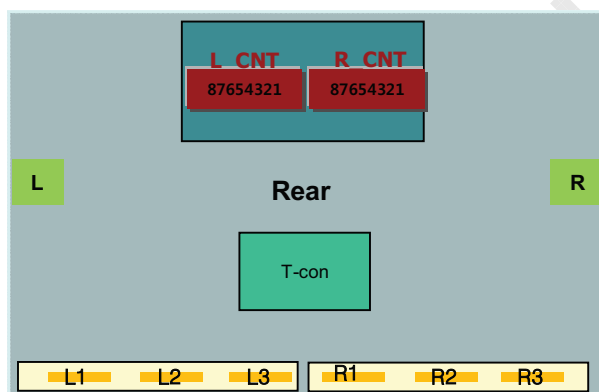 L_CNT R_CNT
87654321 87654321
L Rear R
T-con
L1 L2 L3 R1 R2 R3